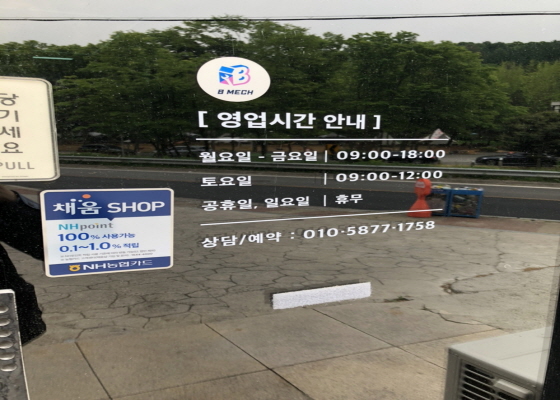 B MECH
[ 영업시간 안내 ]
월요일 - 금요일 | 09:00-18:00
토요일 | 09:00-12:00
공휴일, 일요일 | 휴무
상담/예약 : 010-5877-1758
당
기
세
요
PULL
채움 SHOP
NHpoint
100% 사용가능
0.1~1.0% 적립
NH농협카드